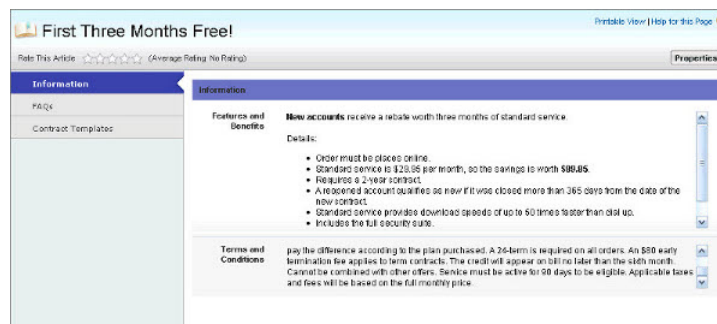 First Three Months Free!
Printable View | Help for this Page
Rate This Article (Average Rating: No Rating)
Properties
Information
FAQs
Contract Templates
Information
Features and
Benefits
New accounts receive a rebate worth three months of standard service.
Details:
• Order must be places online.
• Standard service is $29.95 per month, so the savings is worth $89.85.
• Requires a 2-year contract.
• A reopened account qualifies as new if it was closed more than 365 days from the date of the
new contract.
• Standard service provides download speeds of up to 50 times faster than dial up.
• Includes the full security suite.
Terms and
Conditions
pay the difference according to the plan purchased. A 24-term is required on all orders. An $80 early
termination fee applies to term contracts. The credit will appear on bill no later than the sixth month.
Cannot be combined with other offers. Service must be active for 90 days to be eligible. Applicable taxes
and fees will be based on the full monthly price.